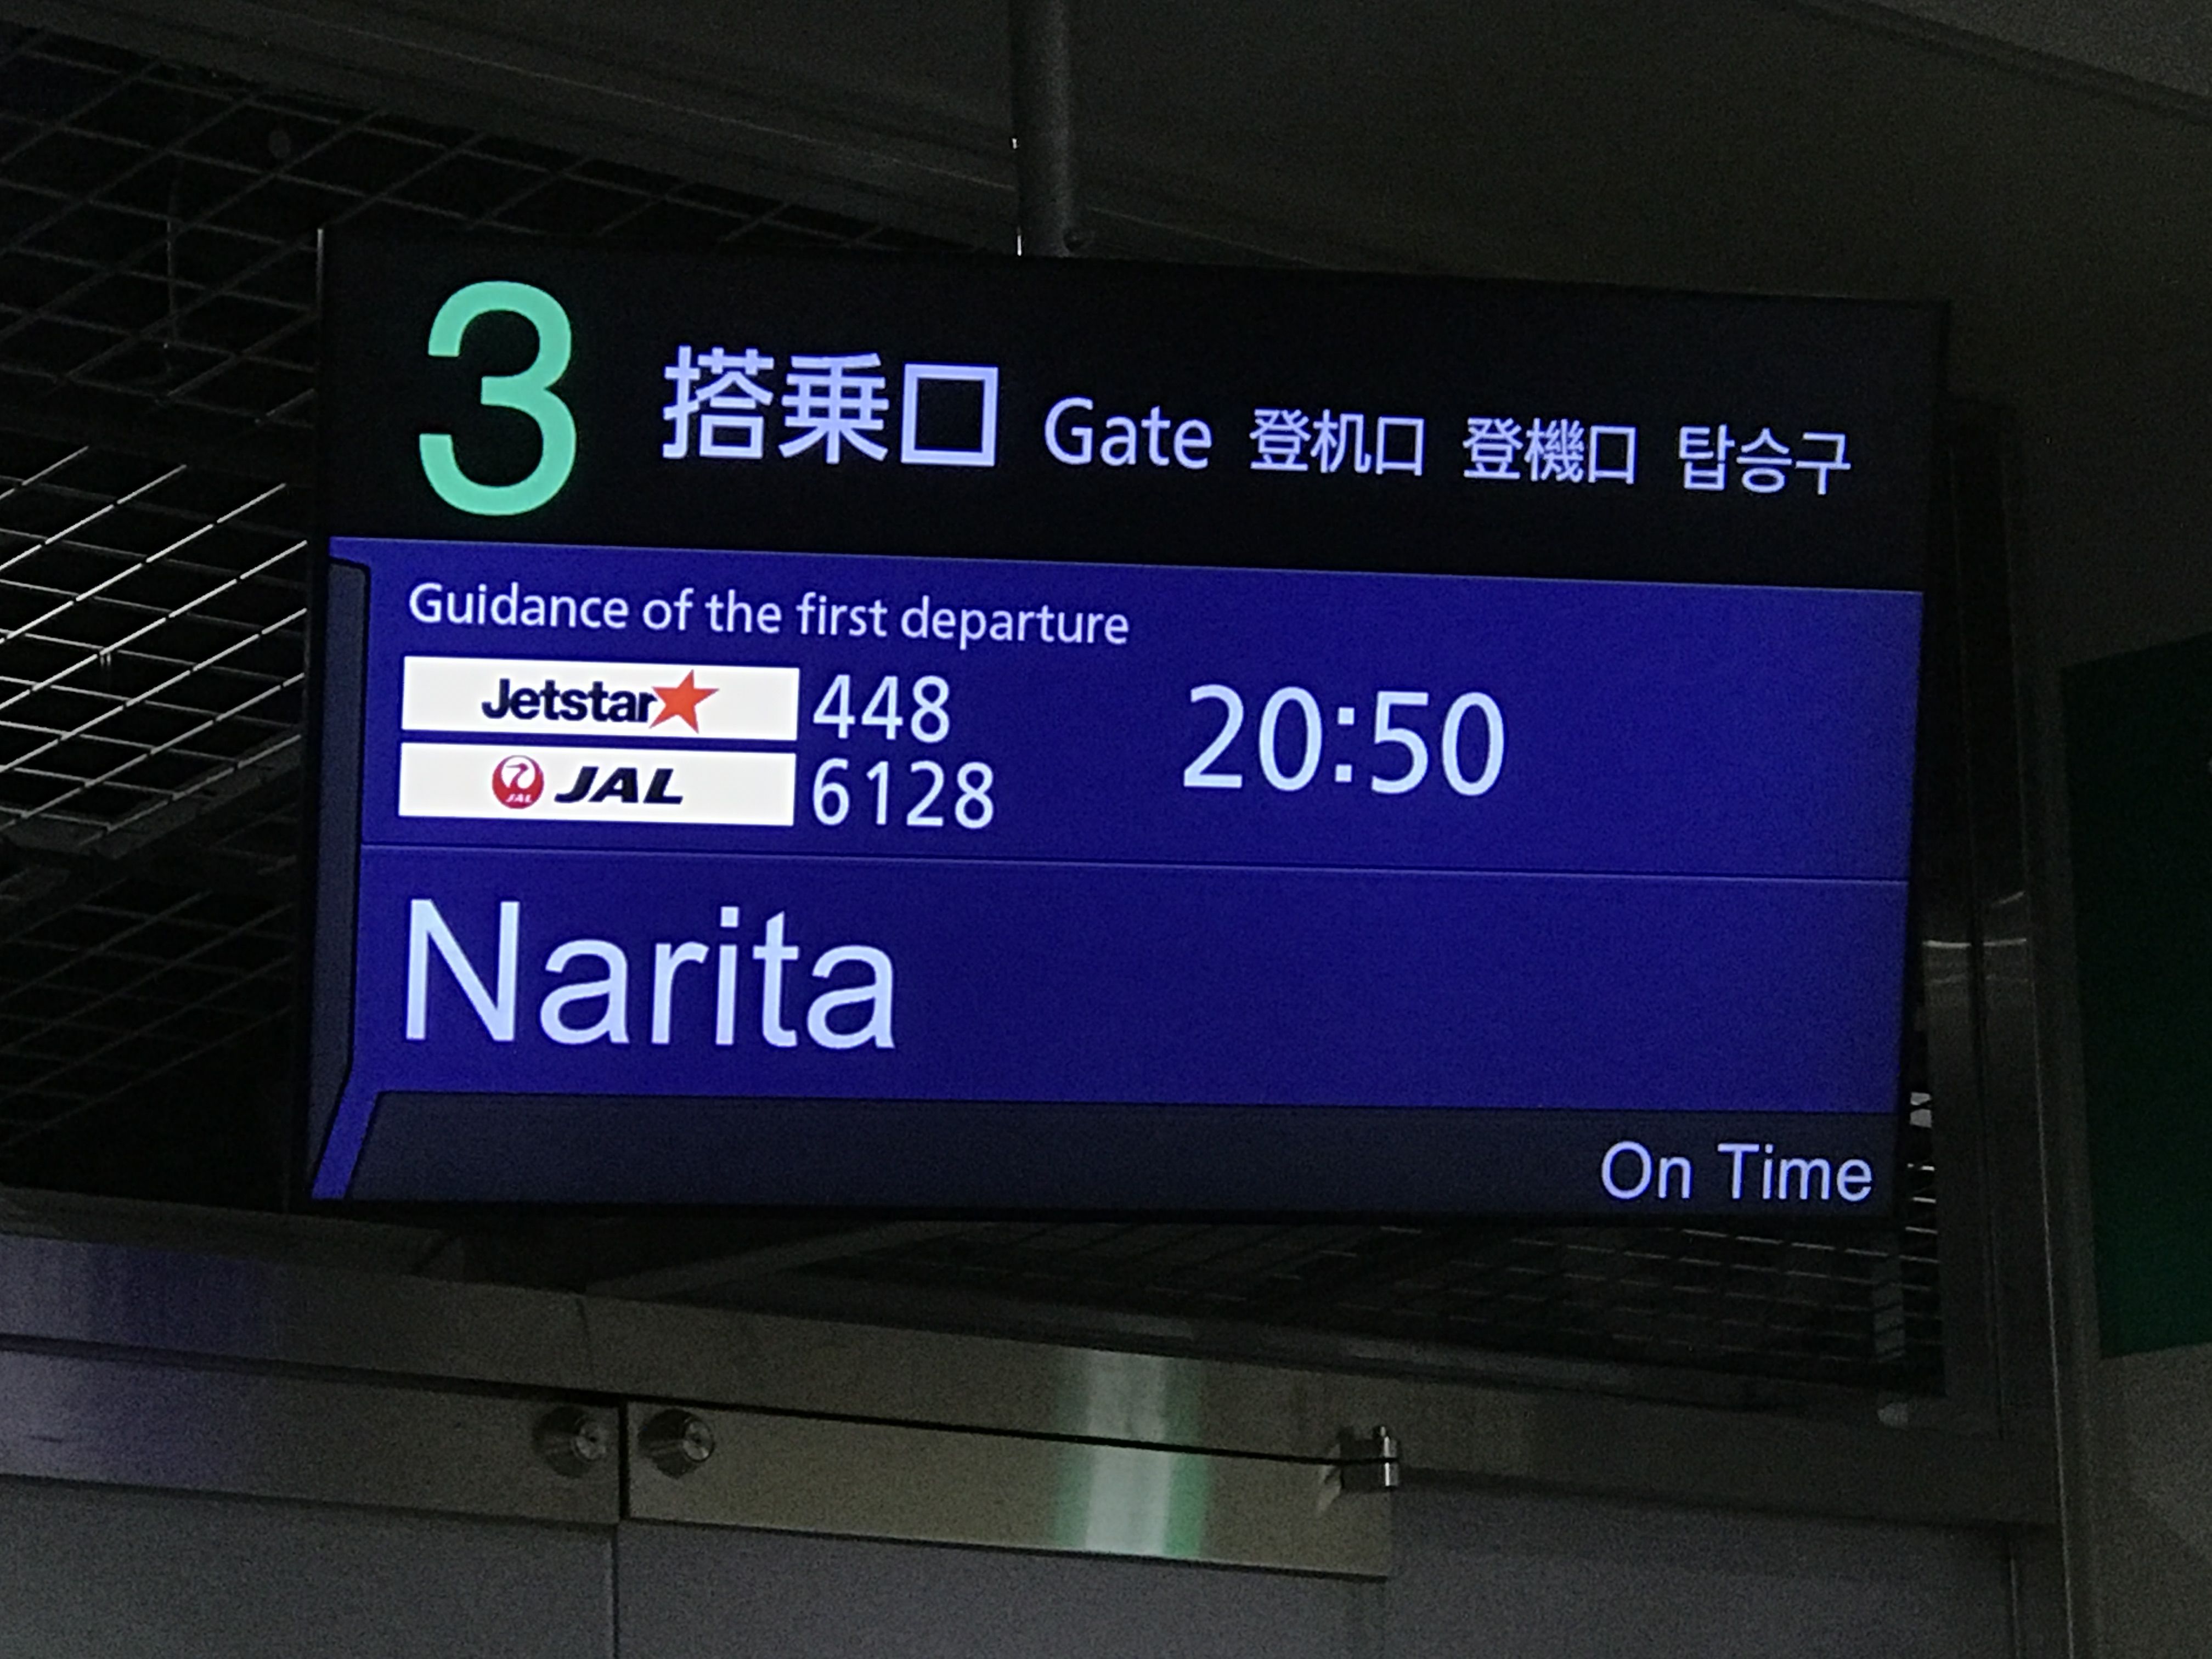 3 搭乗口 Gate 登机口 登機口 탑승구
Guidance of the first departure
Jetstar 448 20:50
JAL JAL 6128
Narita
On Time